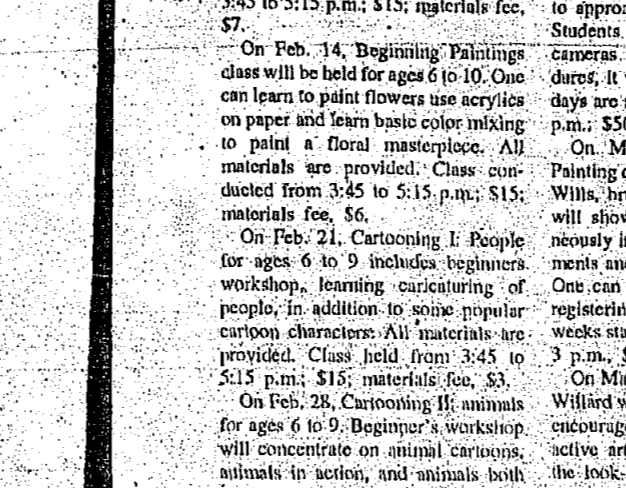 3:45 to 5:15 p.m.; $15; materials fee,
$7.
On Feb. 14, Beginning Paintings
class will be held for ages 6 to 10. One
can learn to paint flowers use acrylics
on paper and learn basic color mixing
to paint a floral masterpiece. All
materials are provided. Class con-
ducted from 3:45 to 5:15 p.m.; $15;
materials fee, $6.
On Feb. 21, Cartooning I: People
for ages 6 to 9 includes beginners
workshop, learning caricaturing of
people, in addition to some popular
cartoon characters. All materials are
provided. Class held from 3:45 to
5:15 p.m.; $15; materials fee, $3.
On Feb. 28, Cartooning II; animals
for ages 6 to 9. Beginner's workshop
will concentrate on animal cartoons,
animals in action, and animals both
to appro
Students
cameras.
dures, It
days are
p.m.; $5
On. M
Painting
Wills, br
will show
neously i
ments an
One can
registerin
weeks sta
3 p.m., $
On Ma
Willard w
encourag
active art
the look-